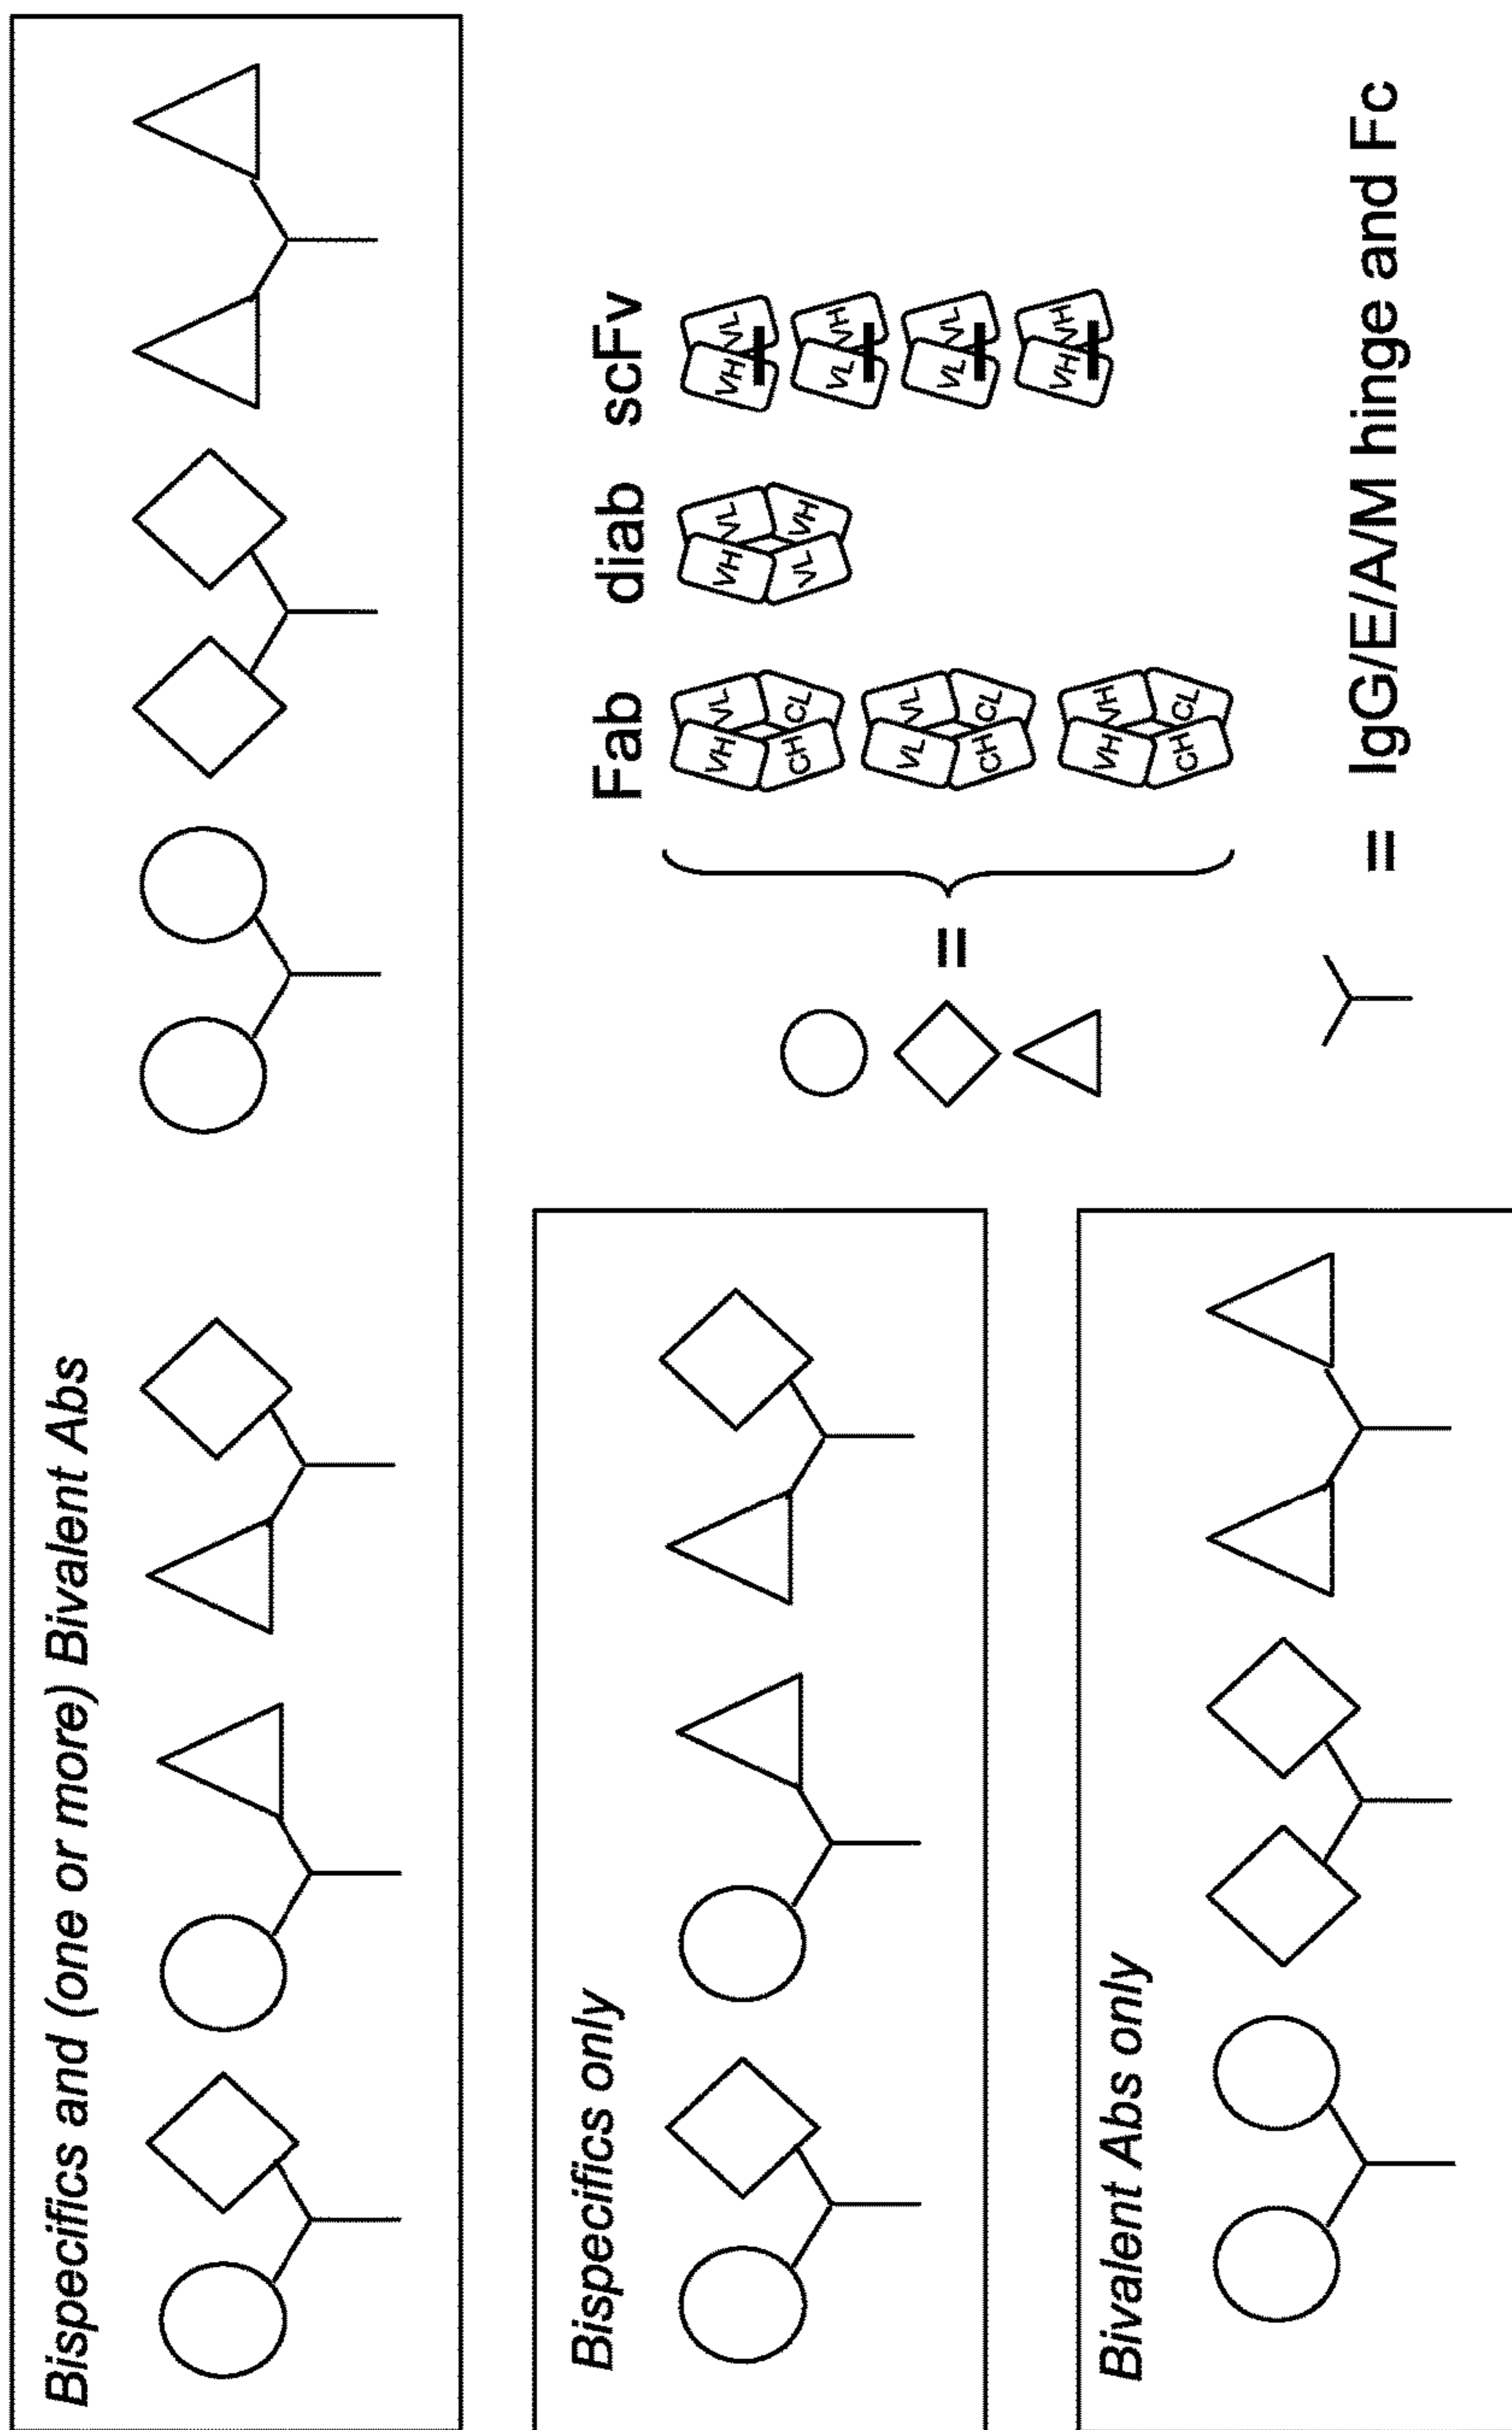 Bispecifics and (one or more) Bivalent Abs
Bispecifics only
Bivalent Abs only
Fab diab scFv
VH VL
CH CL
VL VL
CH CL
VH VH
CH CL
VH VL
VL VH
VH VL
VL VH
VL VL
VH VH
=
= IgG/E/A/M hinge and Fc